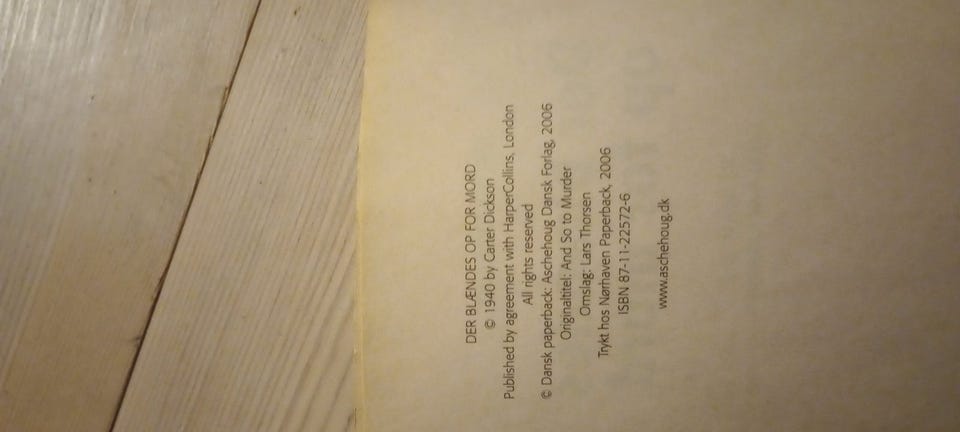 DER BLÆNDES OP FOR MORD
© 1940 by Carter Dickson
Published by agreement with HarperCollins, London
All rights reserved
© Dansk paperback: Aschehoug Dansk Forlag, 2006
Originaltitel: And So to Murder
Omslag: Lars Thorsen
Trykt hos Nørhaven Paperback, 2006
ISBN 87-11-22572-6
www.aschehoug.dk